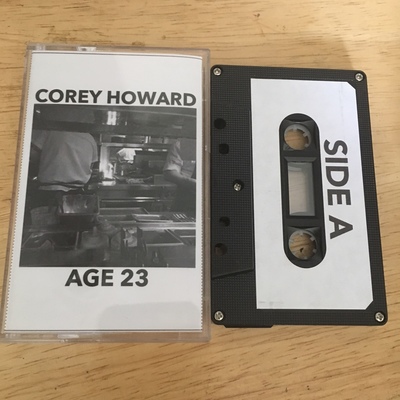 COREY HOWARD
AGE 23
SIDE A